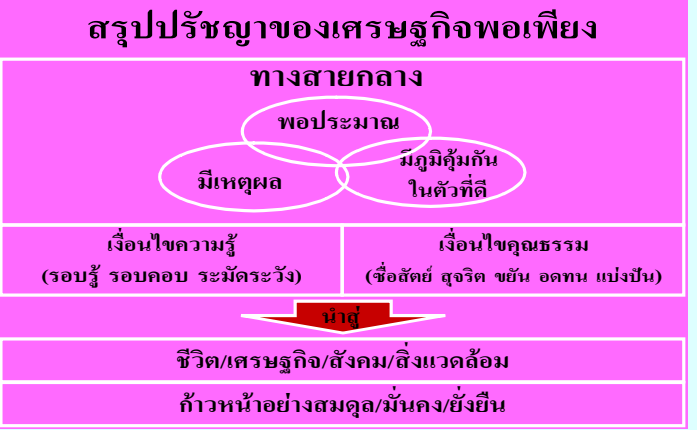 สรุปปรัชญาของเศรษฐกิจพอเพียง
ทางสายกลาง
พอประมาณ
มีเหตุผล
มีภูมิคุ้มกัน
ในตัวที่ดี
เงื่อนไขความรู้
(รอบรู้ รอบคอบ ระมัดระวัง)
เงื่อนไขคุณธรรม
(ซื่อสัตย์ สุจริต ขยัน อดทน แบ่งปัน)
นำสู่
ชีวิต/เศรษฐกิจ/สังคม/สิ่งแวดล้อม
ก้าวหน้าอย่างสมดุล/มั่นคง/ยั่งยืน